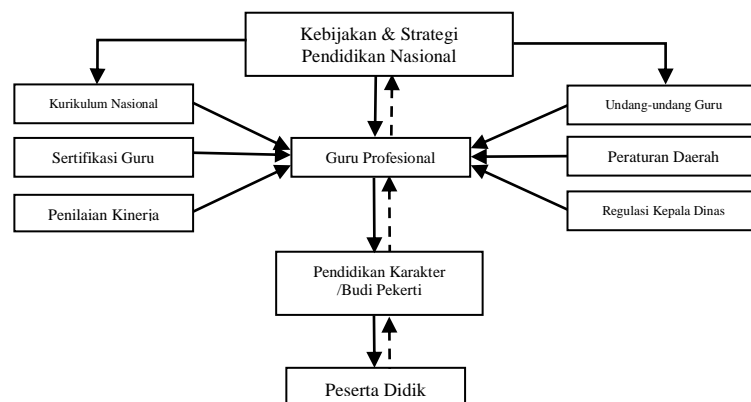 Kebijakan & Strategi
Pendidikan Nasional
Kurikulum Nasional
Undang-undang Guru
Sertifikasi Guru
Guru Profesional
Peraturan Daerah
Penilaian Kinerja
Regulasi Kepala Dinas
Pendidikan Karakter
/Budi Pekerti
Peserta Didik